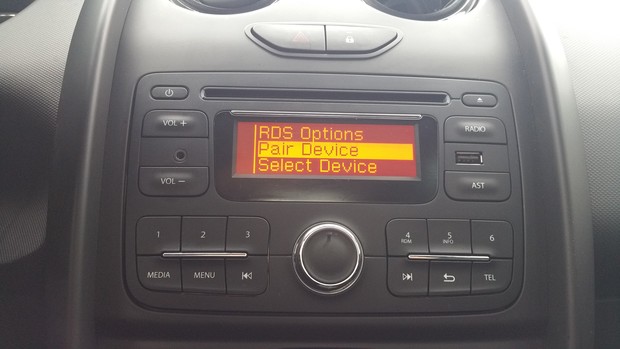 VOL +
RDS Options
Pair Device
Select Device
RADIO
VOL −
AST
1 2 3
4 5 6
RDM INFO
MEDIA MENU
TEL